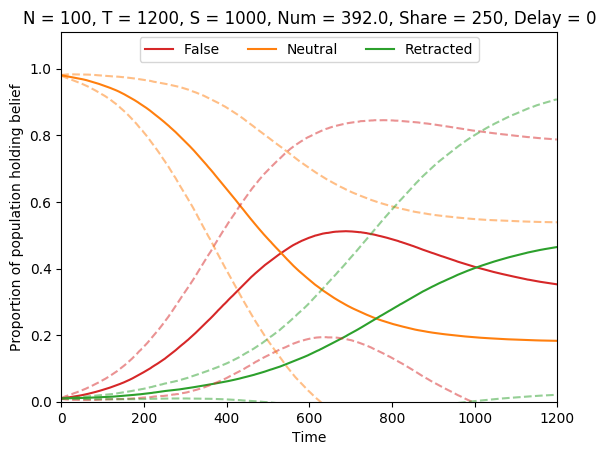 N = 100, T = 1200, S = 1000, Num = 392.0, Share = 250, Delay = 0
False Neutral Retracted
Proportion of population holding belief
1.0
0.8
0.6
0.4
0.2
0.0
0 200 400 600 800 1000 1200
Time